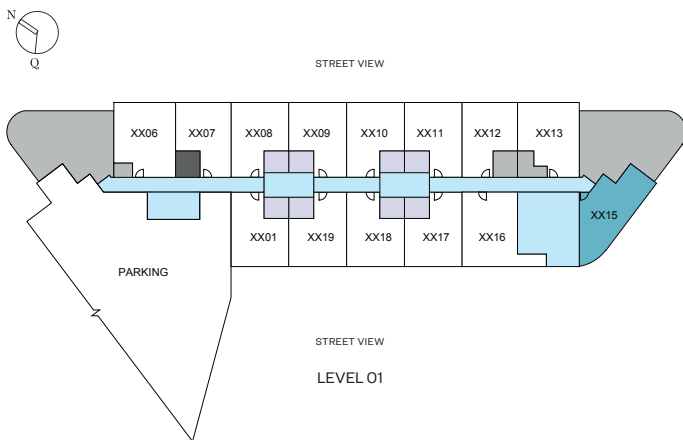 N
Q
STREET VIEW
XX06 XX07 XX08 XX09 XX10 XX11 XX12 XX13
XX15
XX01 XX19 XX18 XX17 XX16
PARKING
STREET VIEW
LEVEL 01